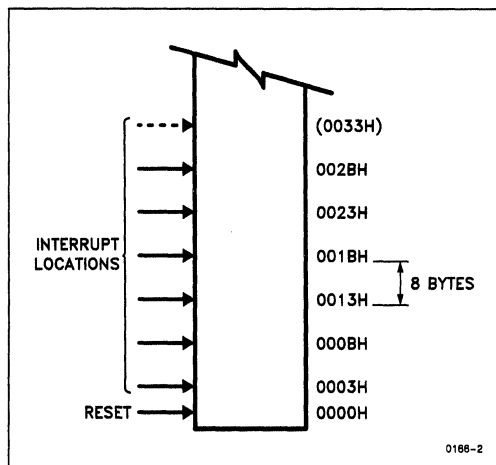 (0033H)
002BH
0023H
INTERRUPT
LOCATIONS
001BH
8 BYTES
0013H
000BH
0003H
RESET
0000H
0166-2